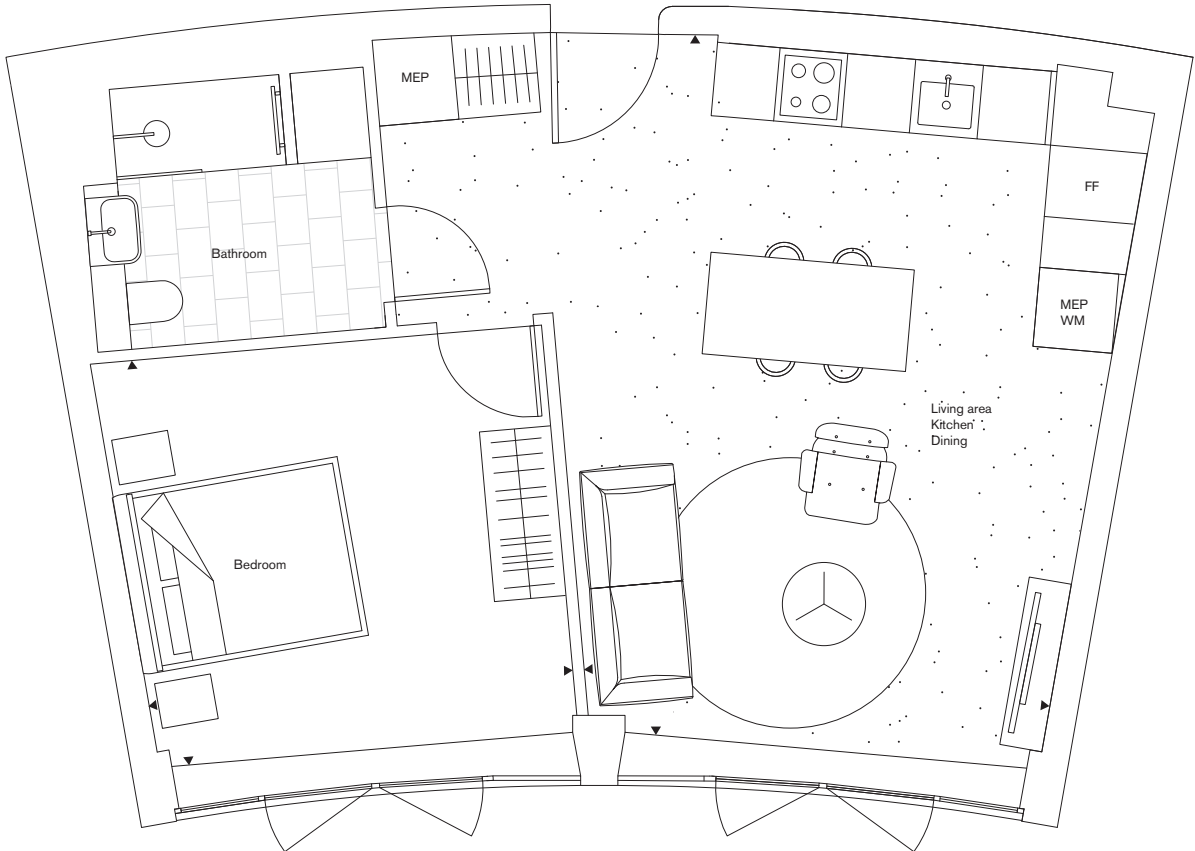 MEP
FF
Bathroom
MEP
WM
Living area
Kitchen
Dining
Bedroom